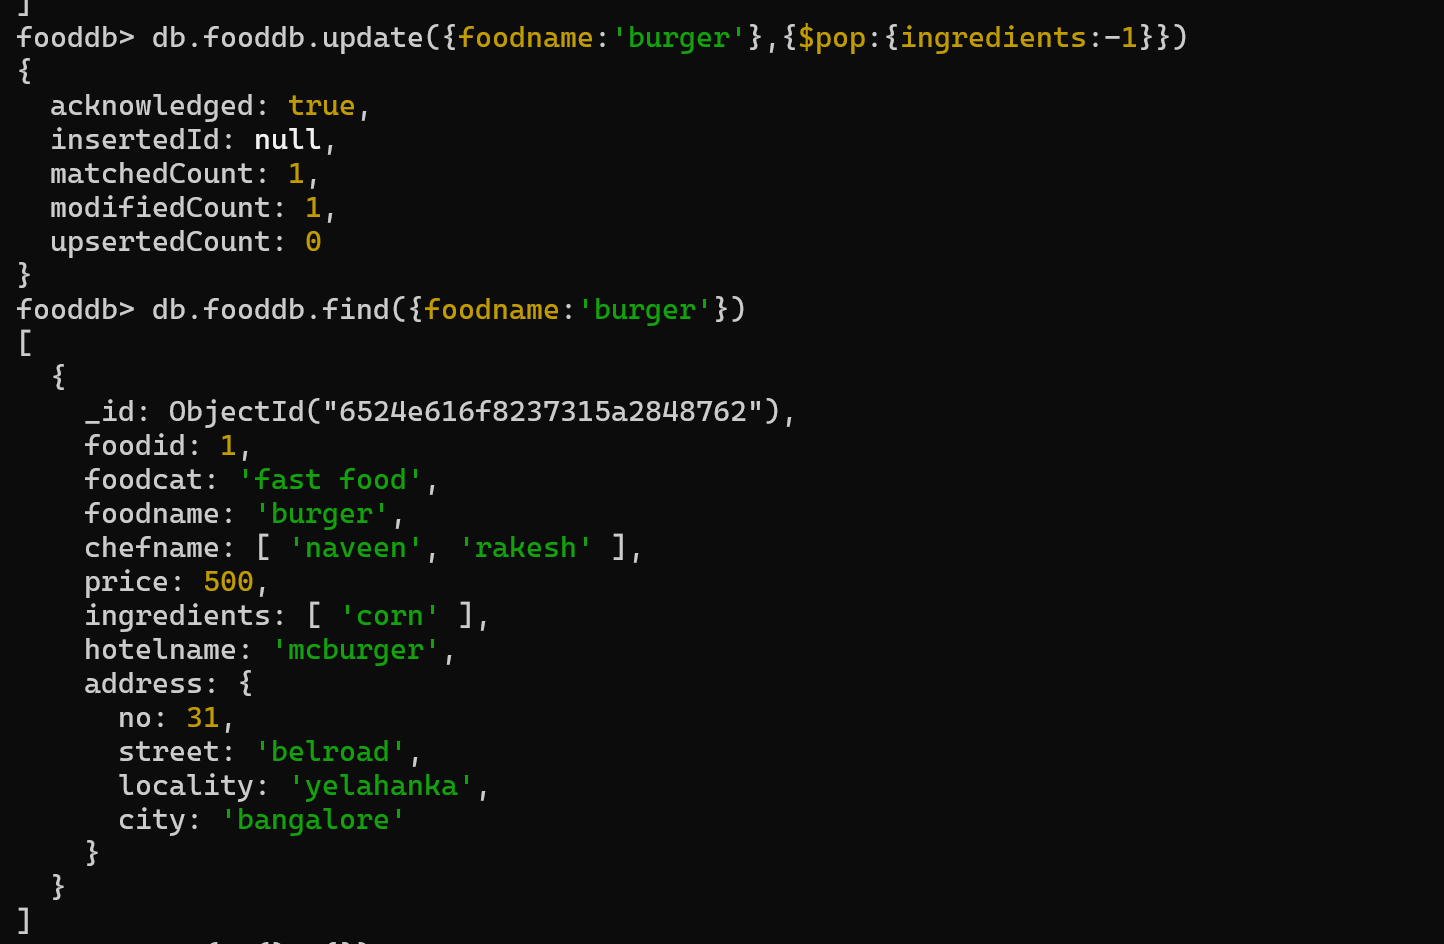 ]
fooddb> db.fooddb.update({foodname:'burger'},{$pop:{ingredients:-1}})
{
  acknowledged: true,
  insertedId: null,
  matchedCount: 1,
  modifiedCount: 1,
  upsertedCount: 0
}
fooddb> db.fooddb.find({foodname:'burger'})
[
  {
    _id: ObjectId("6524e616f8237315a2848762"),
    foodid: 1,
    foodcat: 'fast food',
    foodname: 'burger',
    chefname: [ 'naveen', 'rakesh' ],
    price: 500,
    ingredients: [ 'corn' ],
    hotelname: 'mcburger',
    address: {
      no: 31,
      street: 'belroad',
      locality: 'yelahanka',
      city: 'bangalore'
    }
  }
]